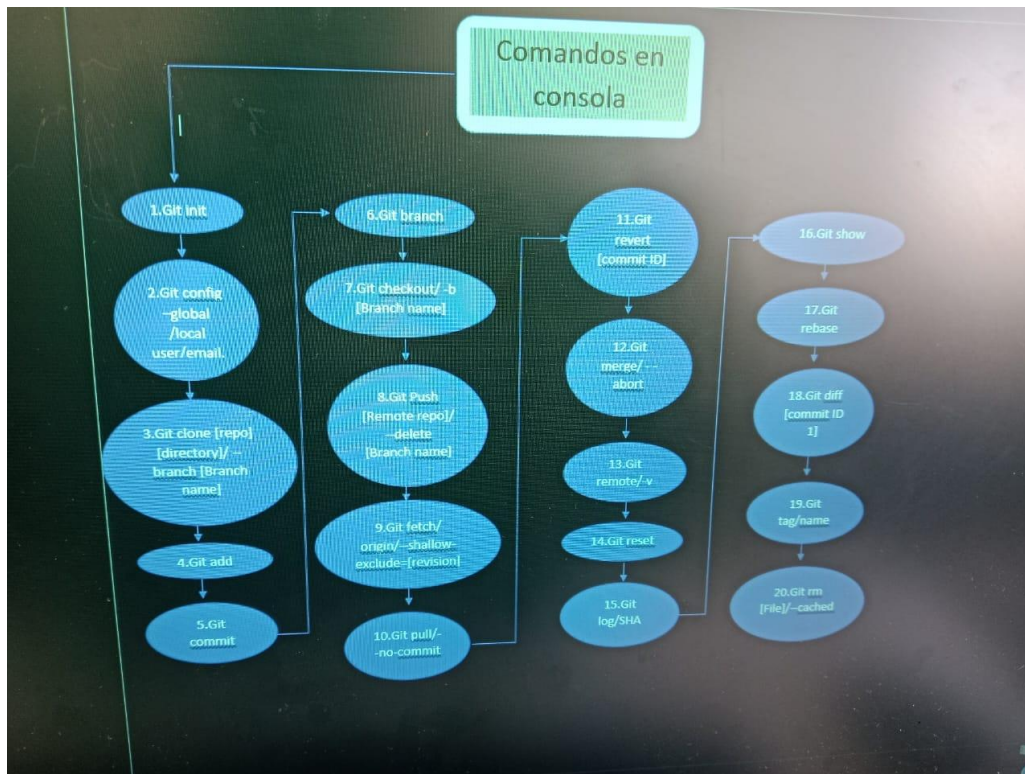 Comandos en
consola
1.Git init
2.Git config
–global
/local
user/email.
3.Git clone [repo]
[directory]/ –
branch [Branch
name]
4.Git add
5.Git
commit
6.Git branch
7.Git checkout/ -b
[Branch name]
8.Git Push
[Remote repo]/
--delete
[Branch name]
9.Git fetch/
origin/--shallow-
exclude=[revision]
10.Git pull/-
-no-commit
11.Git
revert
[commit ID]
12.Git
merge/ --
abort
13.Git
remote/-v
14.Git reset
15.Git
log/SHA
16.Git show
17.Git
rebase
18.Git diff
[commit ID
1]
19.Git
tag/name
20.Git rm
[File]/--cached